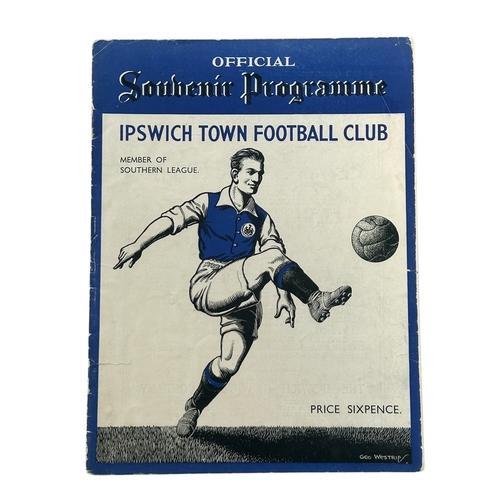 OFFICIAL
Souvenir Programme
IPSWICH TOWN FOOTBALL CLUB
MEMBER OF
SOUTHERN LEAGUE.
PRICE SIXPENCE.
GEO WESTRIP